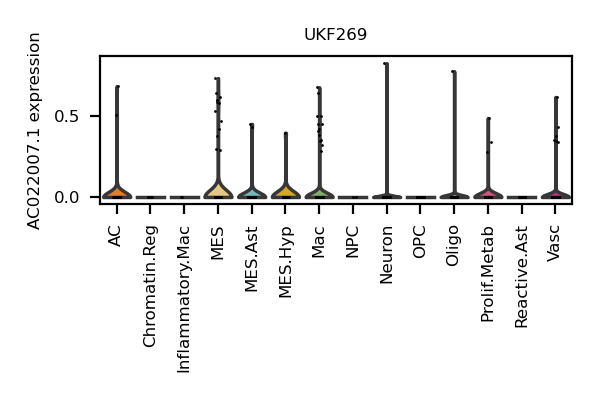 UKF269
AC022007.1 expression
0.5
0.0
AC
Chromatin.Reg
Inflammatory.Mac
MES
MES.Ast
MES.Hyp
Mac
NPC
Neuron
OPC
Oligo
Prolif.Metab
Reactive.Ast
Vasc